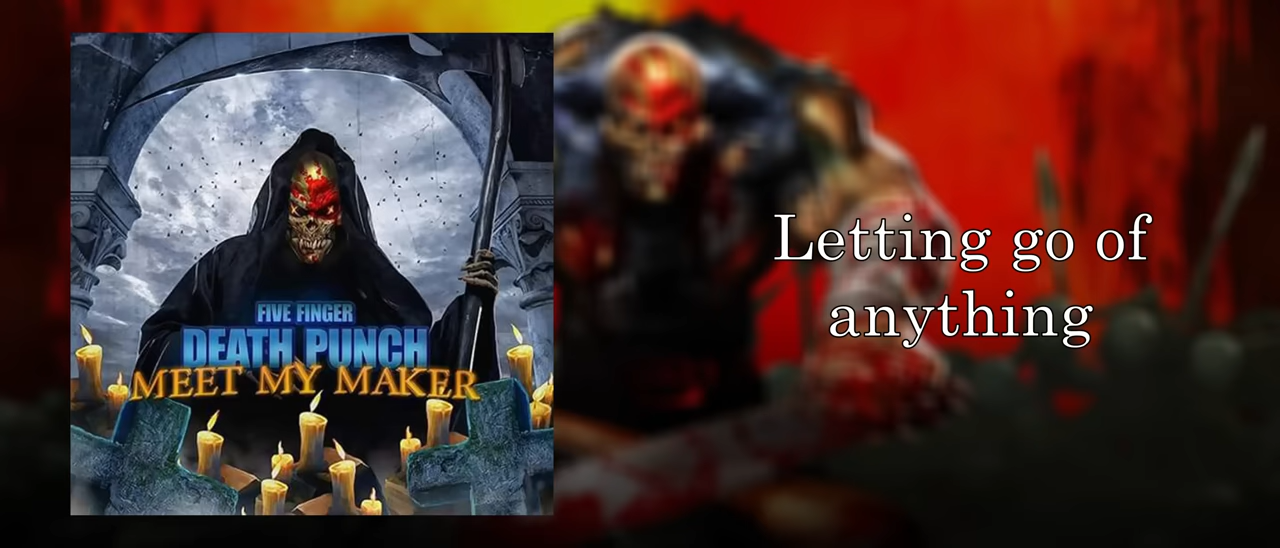 FIVE FINGER
DEATH PUNCH
MEET MY MAKER
Letting go of
anything